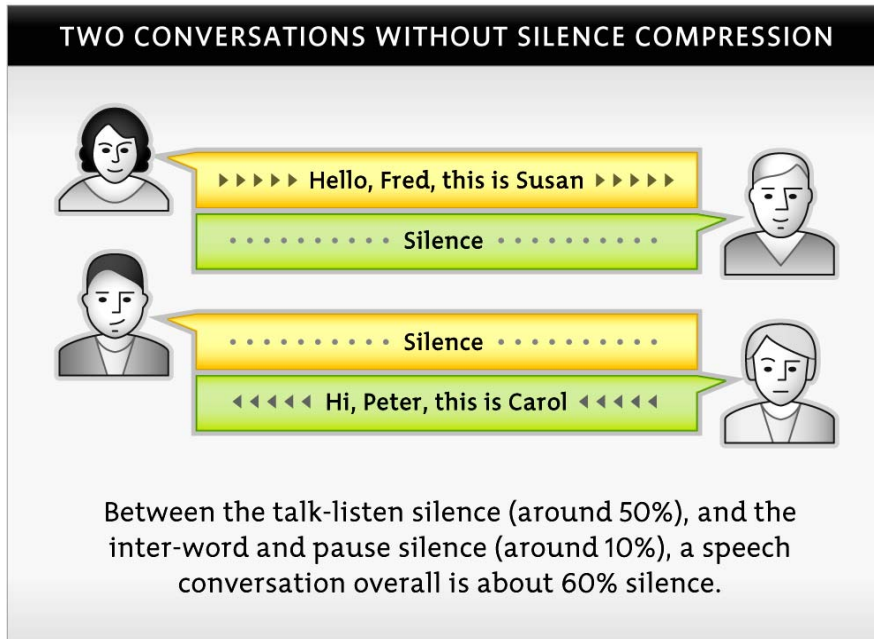 TWO CONVERSATIONS WITHOUT SILENCE COMPRESSION
Hello, Fred, this is Susan
Silence
Silence
Hi, Peter, this is Carol
Between the talk-listen silence (around 50%), and the
inter-word and pause silence (around 10%), a speech
conversation overall is about 60% silence.